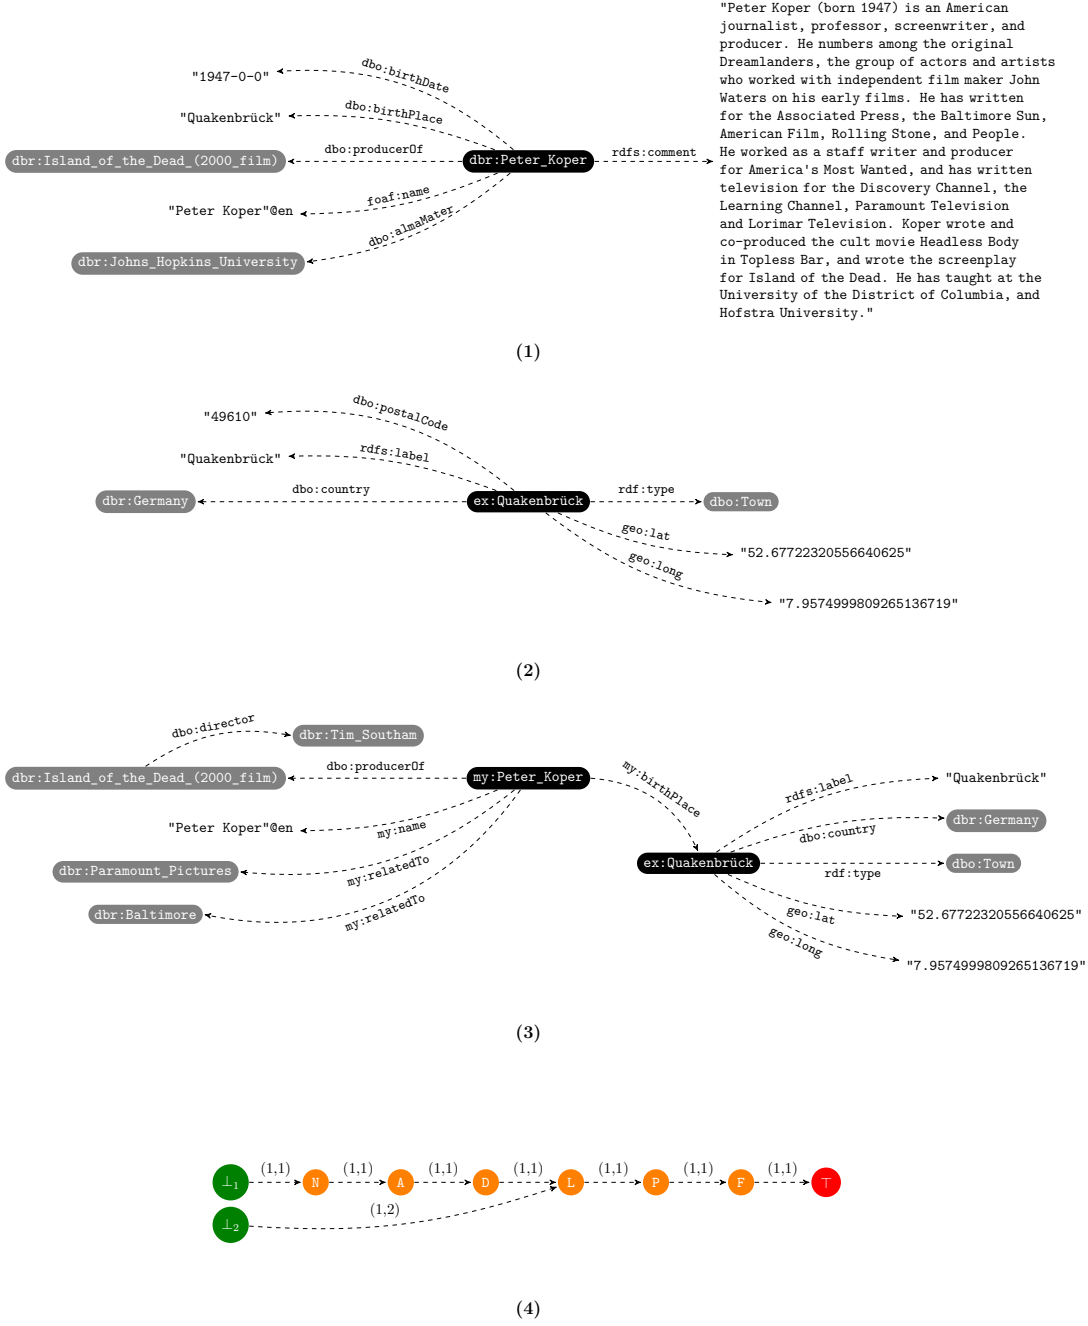 "Peter Koper (born 1947) is an American
journalist, professor, screenwriter, and
producer. He numbers among the original
Dreamlanders, the group of actors and artists
who worked with independent film maker John
Waters on his early films. He has written
for the Associated Press, the Baltimore Sun,
American Film, Rolling Stone, and People.
He worked as a staff writer and producer
for America's Most Wanted, and has written
television for the Discovery Channel, the
Learning Channel, Paramount Television
and Lorimar Television. Koper wrote and
co-produced the cult movie Headless Body
in Topless Bar, and wrote the screenplay
for Island of the Dead. He has taught at the
University of the District of Columbia, and
Hofstra University."
dbo:birthDate
"1947-0-0"
dbo:birthPlace
"Quakenbrück"
dbo:producerOf
dbr:Island_of_the_Dead_(2000_film)
dbr:Peter_Koper
rdfs:comment
foaf:name
"Peter Koper"@en
dbo:almaMater
dbr:Johns_Hopkins_University
(1)
dbo:postalCode
"49610"
rdfs:label
"Quakenbrück"
dbo:country
dbr:Germany
ex:Quakenbrück
rdf:type
dbo:Town
geo:lat
"52.67722320556640625"
geo:long
"7.9574999809265136719"
(2)
dbo:director
dbr:Tim_Southam
dbo:producerOf
dbr:Island_of_the_Dead_(2000_film)
my:Peter_Koper
my:birthPlace
rdfs:label
"Quakenbrück"
"Peter Koper"@en
my:name
dbr:Germany
dbo:country
dbr:Paramount_Pictures
my:relatedTo
ex:Quakenbrück
rdf:type
dbo:Town
dbr:Baltimore
my:relatedTo
geo:lat
"52.67722320556640625"
geo:long
"7.9574999809265136719"
(3)
(1,1) (1,1) (1,1) (1,1) (1,1) (1,1) (1,1)
⊥1 N A D L P F ⊤
(1,2)
⊥2
(4)